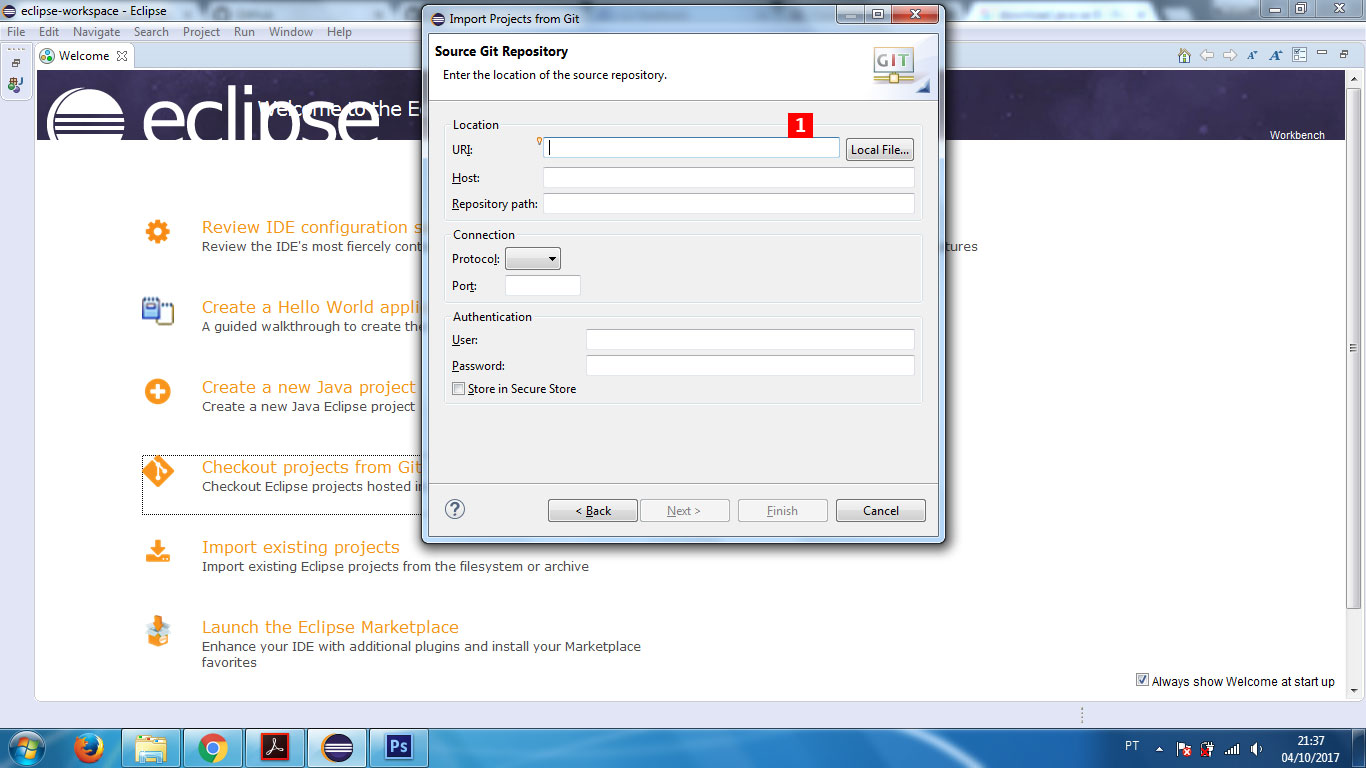 eclipse-workspace - Eclipse
File Edit Navigate Search Project Run Window Help
Welcome
eclipse
Welcome to the E
Workbench
Review IDE configuration s
Review the IDE's most fiercely cont
tures
Create a Hello World appli
A guided walkthrough to create the
Create a new Java project
Create a new Java Eclipse project
Checkout projects from Git
Checkout Eclipse projects hosted i
Import existing projects
Import existing Eclipse projects from the filesystem or archive
Launch the Eclipse Marketplace
Enhance your IDE with additional plugins and install your Marketplace
favorites
Always show Welcome at start up
Import Projects from Git
Source Git Repository
Enter the location of the source repository.
GIT
Location
1
URI:
Local File...
Host:
Repository path:
Connection
Protocol:
Port:
Authentication
User:
Password:
Store in Secure Store
?
< Back
Next >
Finish
Cancel
Ps
PT
21:37
04/10/2017